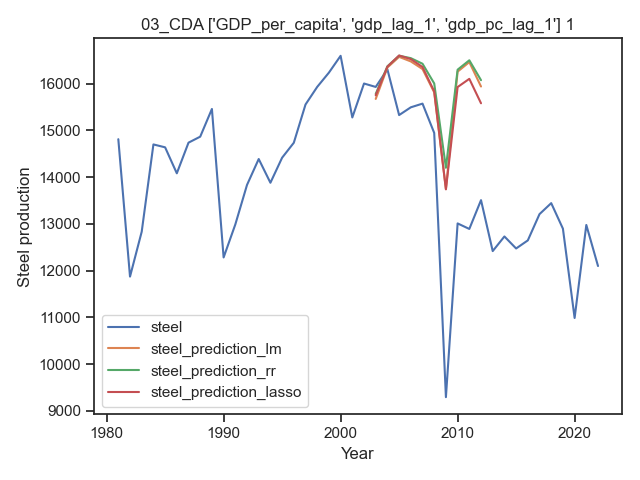 03_CDA ['GDP_per_capita', 'gdp_lag_1', 'gdp_pc_lag_1'] 1
Steel production
16000
15000
14000
13000
12000
11000
10000
9000
steel
steel_prediction_lm
steel_prediction_rr
steel_prediction_lasso
1980
1990
2000
2010
2020
Year